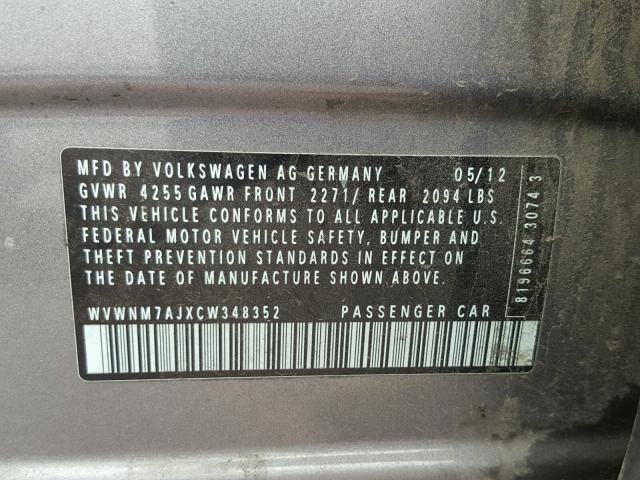 MFD BY VOLKSWAGEN AG GERMANY 05/12
GVWR 4255 GAWR FRONT 2271/ REAR 2094 LBS
THIS VEHICLE CONFORMS TO ALL APPLICABLE U.S.
FEDERAL MOTOR VEHICLE SAFETY, BUMPER AND
THEFT PREVENTION STANDARDS IN EFFECT ON
THE DATE OF MANUFACTURE SHOWN ABOVE.
WVWNM7AJXCW348352 PASSENGER CAR
8196664 3074 3